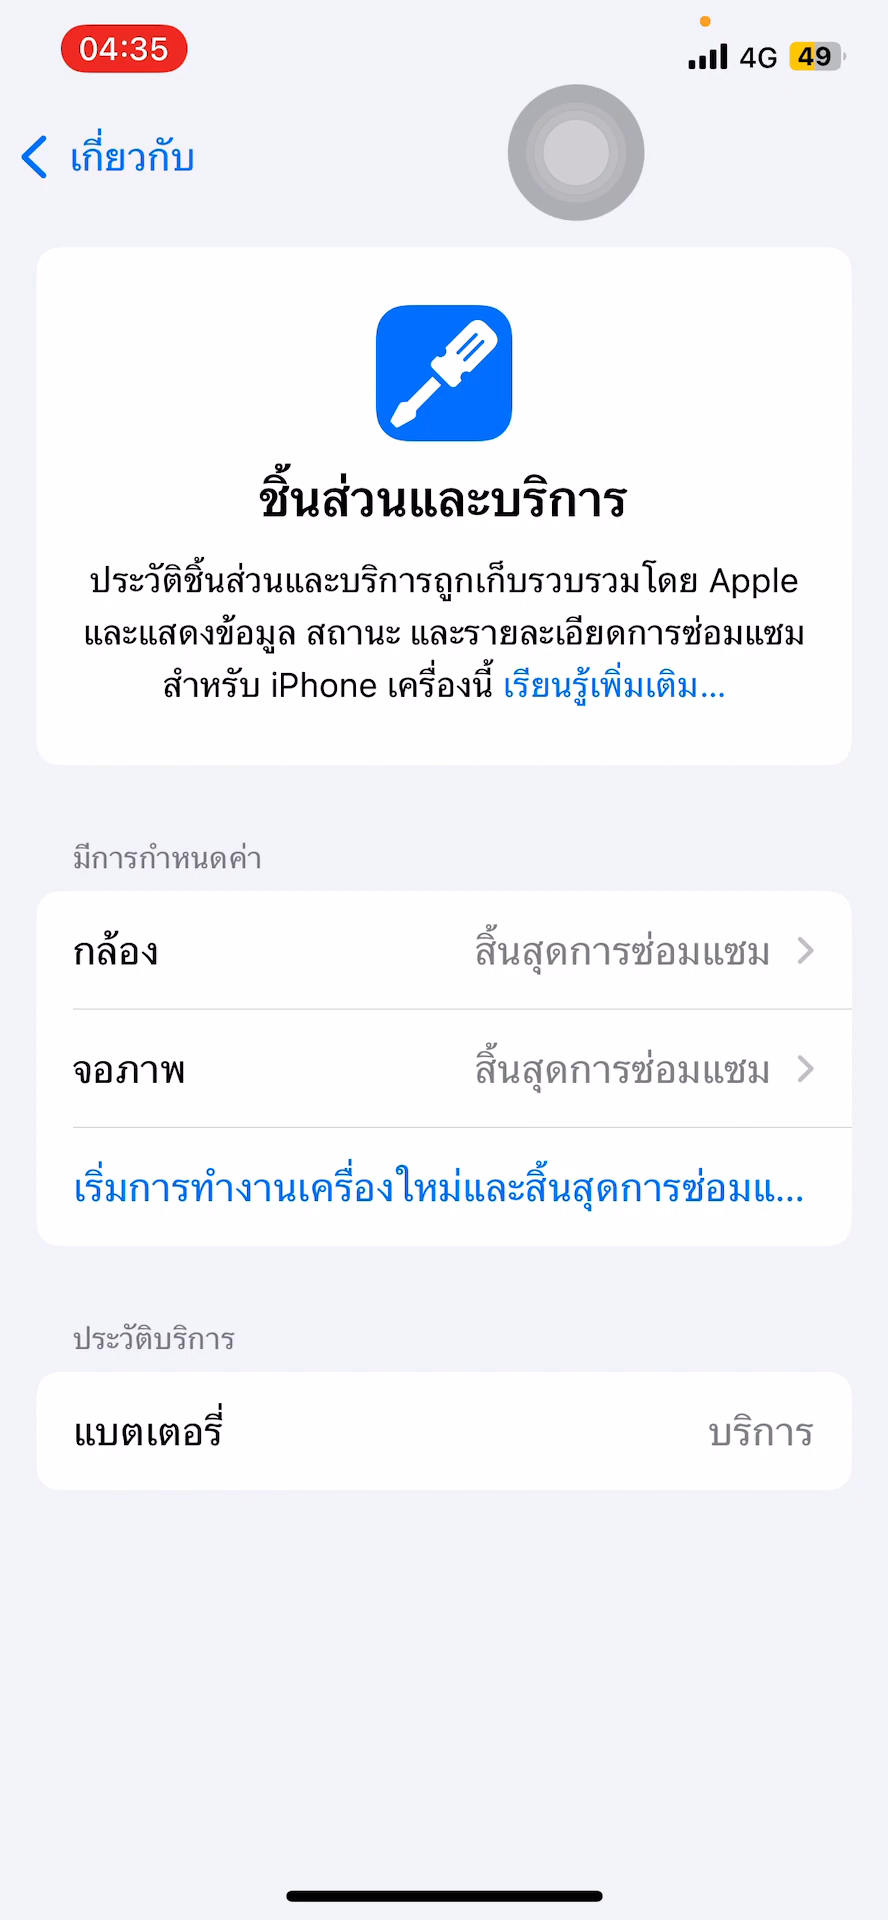 04:35
4G 49
เกี่ยวกับ
ชิ้นส่วนและบริการ
ประวัติชิ้นส่วนและบริการถูกเก็บรวบรวมโดย Apple
และแสดงข้อมูล สถานะ และรายละเอียดการซ่อมแซม
สำหรับ iPhone เครื่องนี้ เรียนรู้เพิ่มเติม...
มีการกำหนดค่า
กล้อง สิ้นสุดการซ่อมแซม
จอภาพ สิ้นสุดการซ่อมแซม
เริ่มการทำงานเครื่องใหม่และสิ้นสุดการซ่อมแ...
ประวัติบริการ
แบตเตอรี่ บริการ